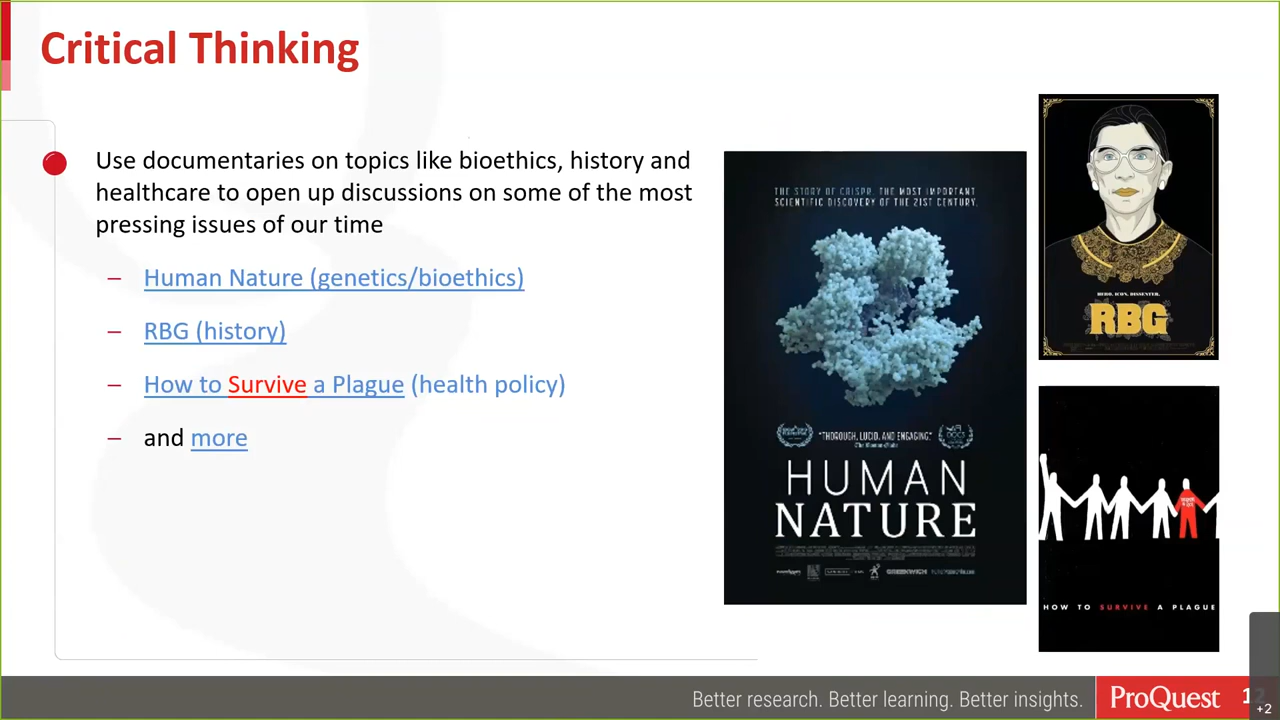 Critical Thinking
Use documentaries on topics like bioethics, history and
healthcare to open up discussions on some of the most
pressing issues of our time
– Human Nature (genetics/bioethics)
– RBG (history)
– How to Survive a Plague (health policy)
– and more
THE STORY OF CRISPR. THE MOST IMPORTANT
SCIENTIFIC DISCOVERY OF THE 21ST CENTURY.
"THOROUGH, LUCID, AND ENGAGING."
HUMAN
NATURE
GREENWICH
HERO. ICON. DISSENTER.
RBG
HOW TO SURVIVE A PLAGUE
Better research. Better learning. Better insights.
ProQuest
+2